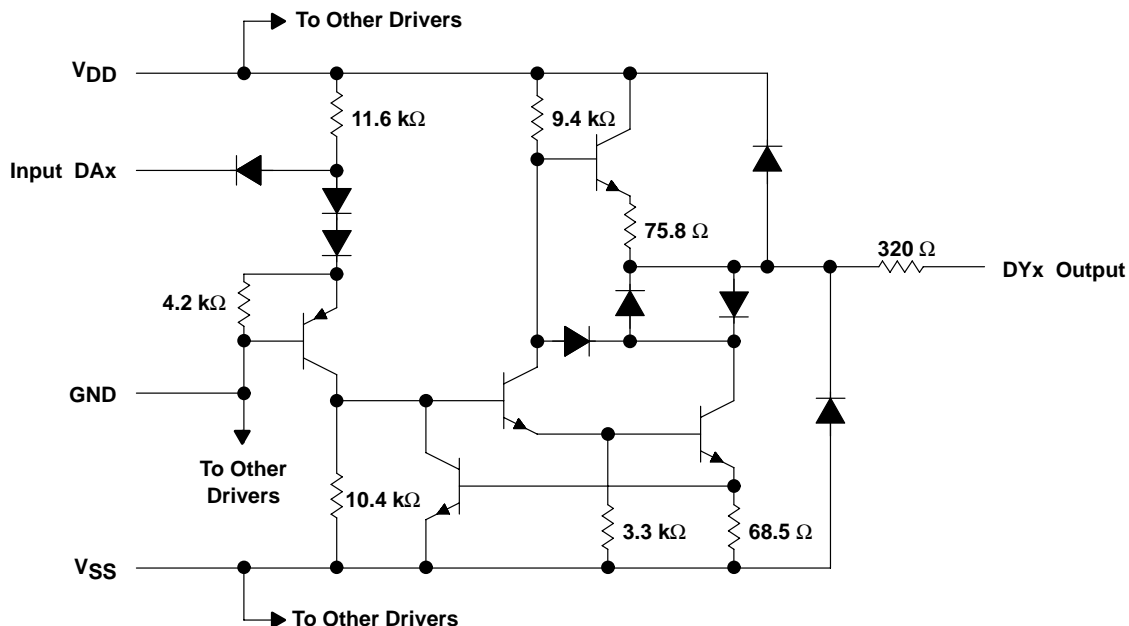 To Other Drivers
VDD
11.6 kΩ
9.4 kΩ
Input DAx
75.8 Ω
320 Ω
DYx Output
4.2 kΩ
GND
To Other
Drivers
10.4 kΩ
3.3 kΩ
68.5 Ω
VSS
To Other Drivers